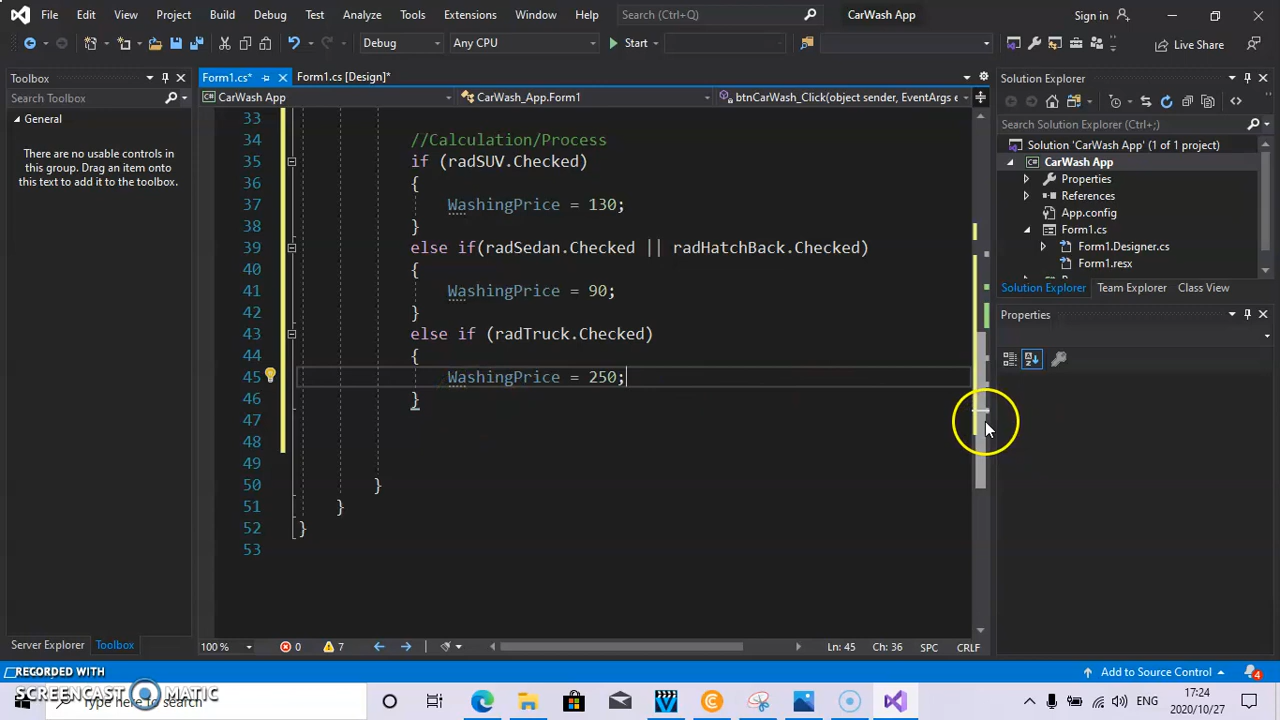 File Edit View Project Build Debug Test Analyze Tools Extensions Window Help Search (Ctrl+Q) CarWash App Sign in
Debug Any CPU Start Live Share
Toolbox
Search Toolbox
General
There are no usable controls in
this group. Drag an item onto
this text to add it to the toolbox.
Server Explorer Toolbox
Form1.cs* Form1.cs [Design]*
CarWash App CarWash_App.Form1 btnCarWash_Click(object sender, EventArgs e
33
34 //Calculation/Process
35 if (radSUV.Checked)
36 {
37 WashingPrice = 130;
38 }
39 else if(radSedan.Checked || radHatchBack.Checked)
40 {
41 WashingPrice = 90;
42 }
43 else if (radTruck.Checked)
44 {
45 WashingPrice = 250;
46 }
47
48
49
50 }
51 }
52 }
53
100 % 0 7 Ln: 45 Ch: 36 SPC CRLF
Solution Explorer
Search Solution Explorer (Ctrl+;)
Solution 'CarWash App' (1 of 1 project)
CarWash App
Properties
References
App.config
Form1.cs
Form1.Designer.cs
Form1.resx
Solution Explorer Team Explorer Class View
Properties
Add to Source Control 4
RECORDED WITH
SCREENCAST MATIC
Type here to search
ENG 17:24
2020/10/27